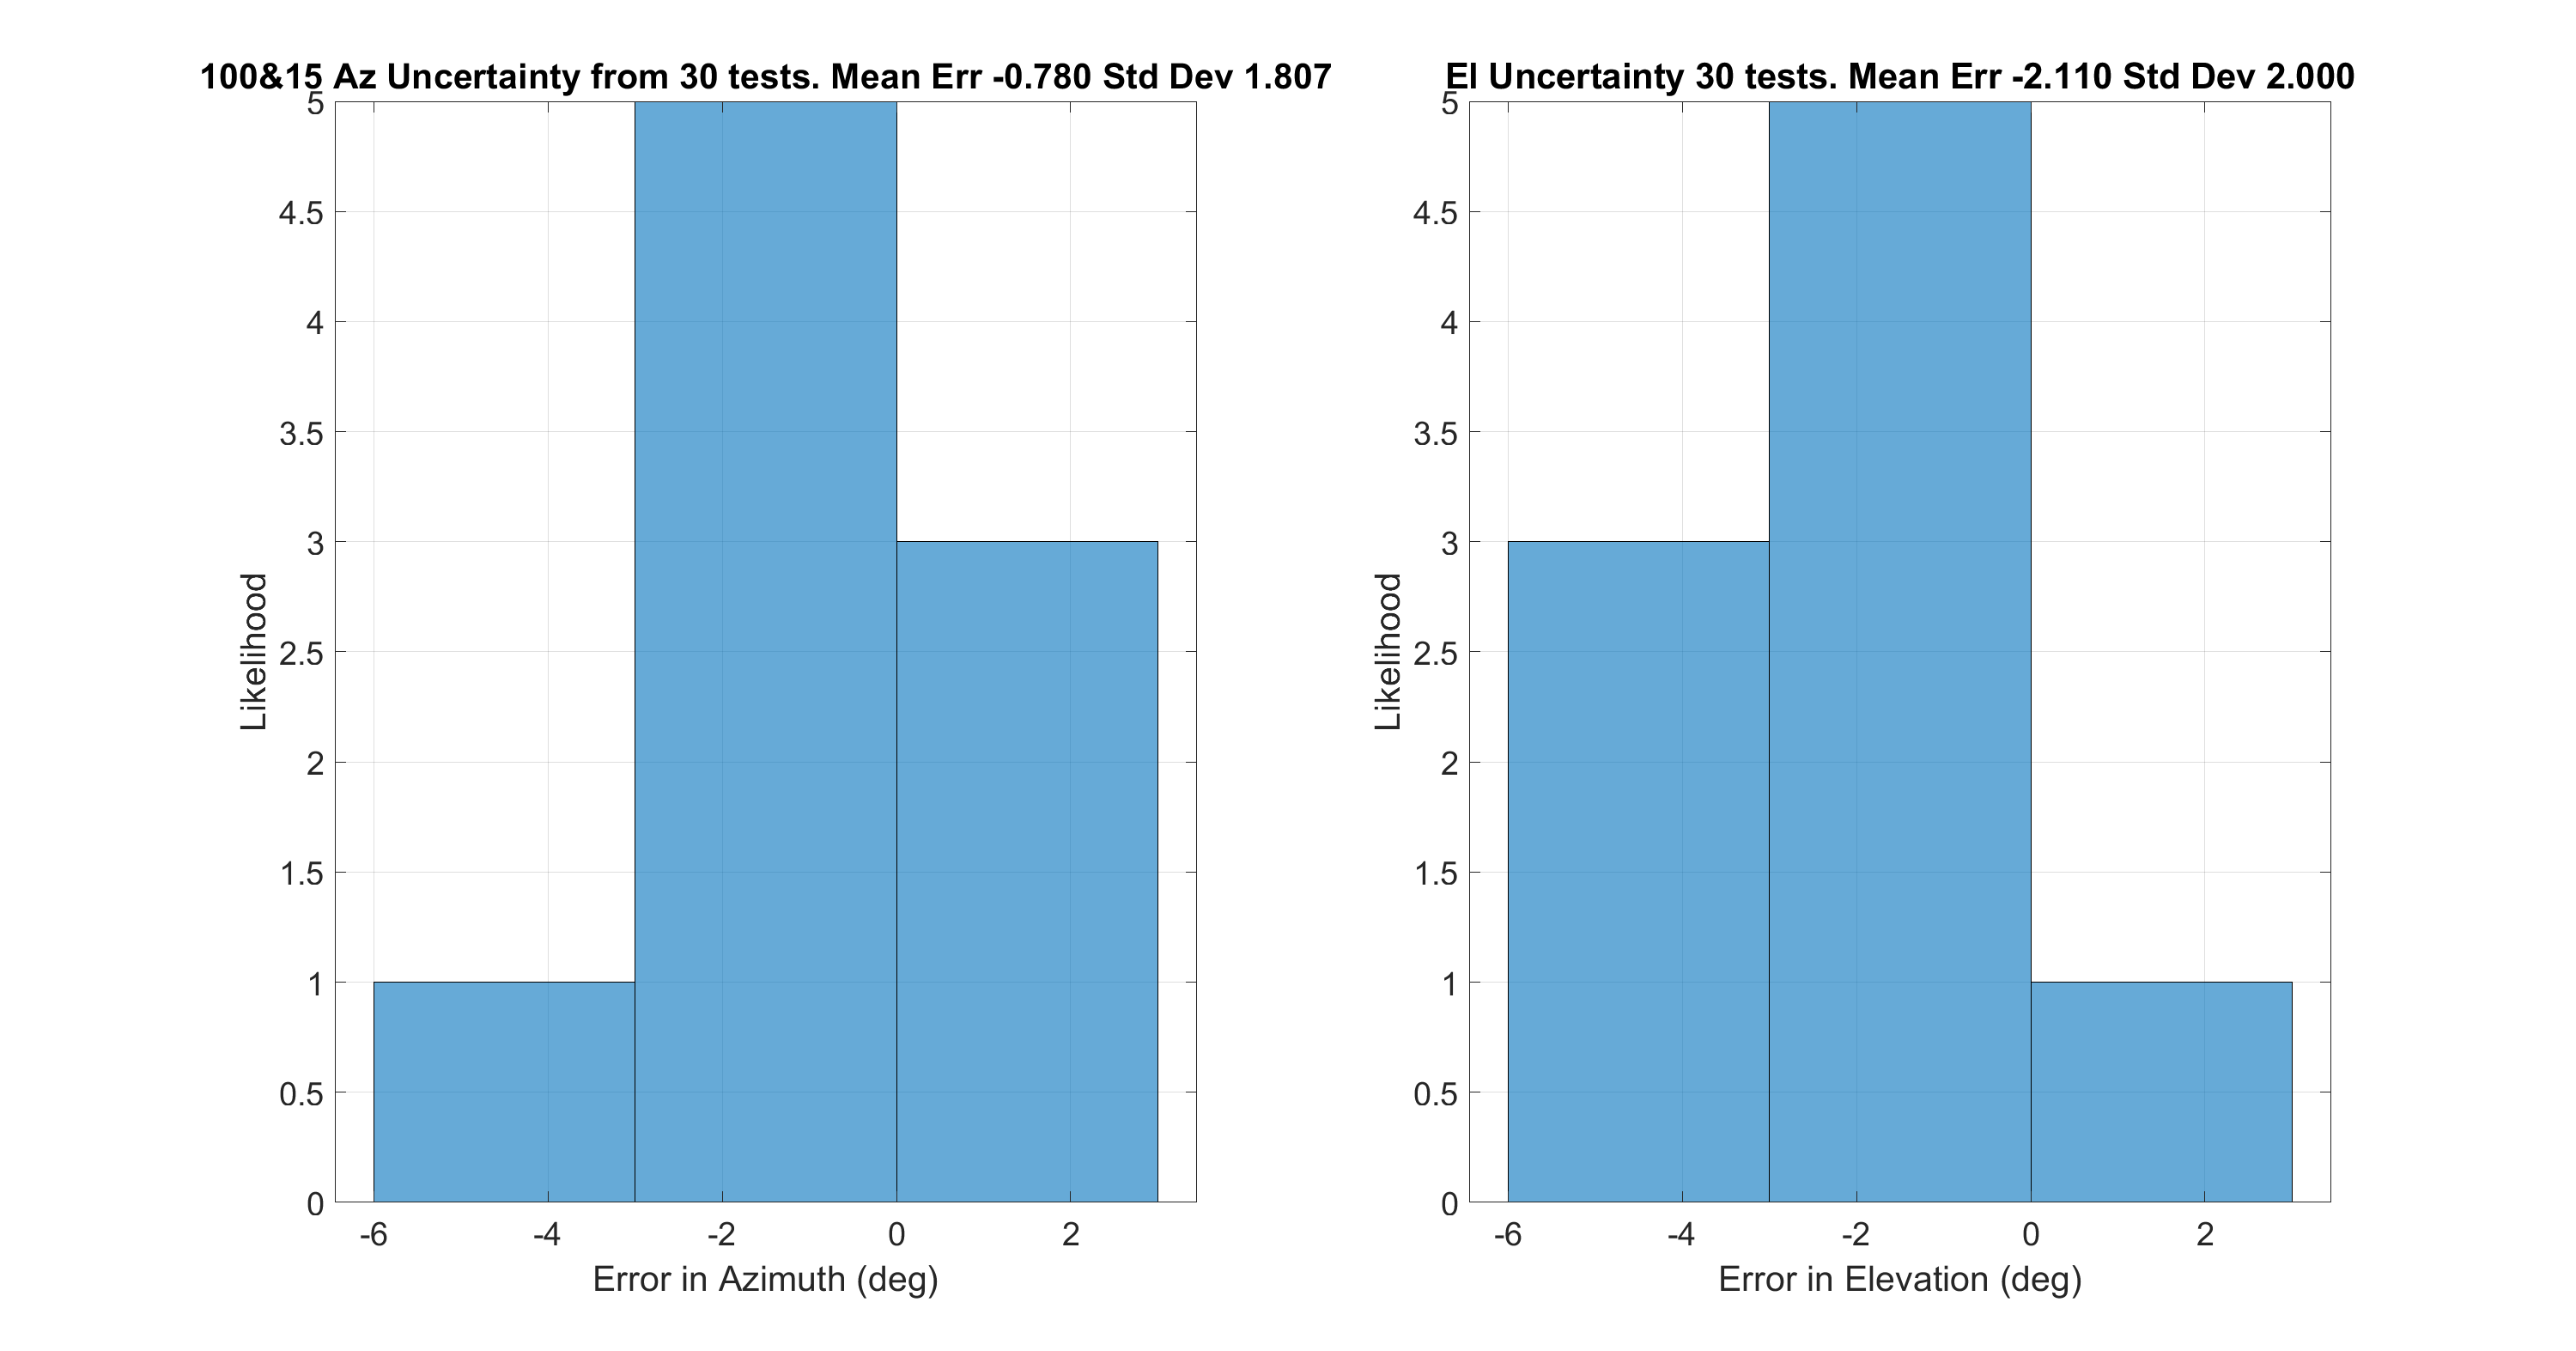 100&15 Az Uncertainty from 30 tests. Mean Err -0.780 Std Dev 1.807
5
4.5
4
3.5
3
2.5
2
1.5
1
0.5
0
Likelihood
-6 -4 -2 0 2
Error in Azimuth (deg)
El Uncertainty 30 tests. Mean Err -2.110 Std Dev 2.000
5
4.5
4
3.5
3
2.5
2
1.5
1
0.5
0
Likelihood
-6 -4 -2 0 2
Error in Elevation (deg)